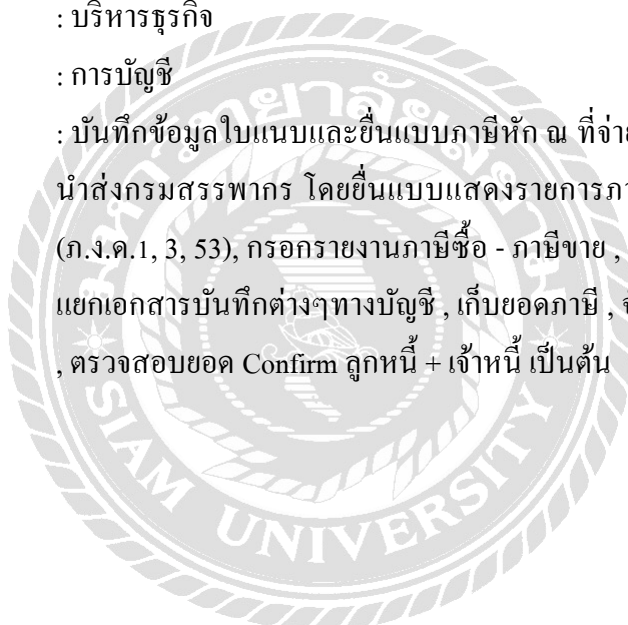 : บริหารธุรกิจ
: การบัญชี
: บันทึกข้อมูลใบแนบและยื่นแบบภาษีหัก ณ ที่จ่าย
นำส่งกรมสรรพากร โดยยื่นแบบแสดงรายการภา
(ภ.ง.ด.1, 3, 53), กรอกรายงานภาษีซื้อ - ภาษีขาย ,
แยกเอกสารบันทึกต่างๆทางบัญชี , เก็บยอดภาษี ,
, ตรวจสอบยอด Confirm ลูกหนี้ + เจ้าหนี้ เป็นต้น
SIAM UNIVERSITY